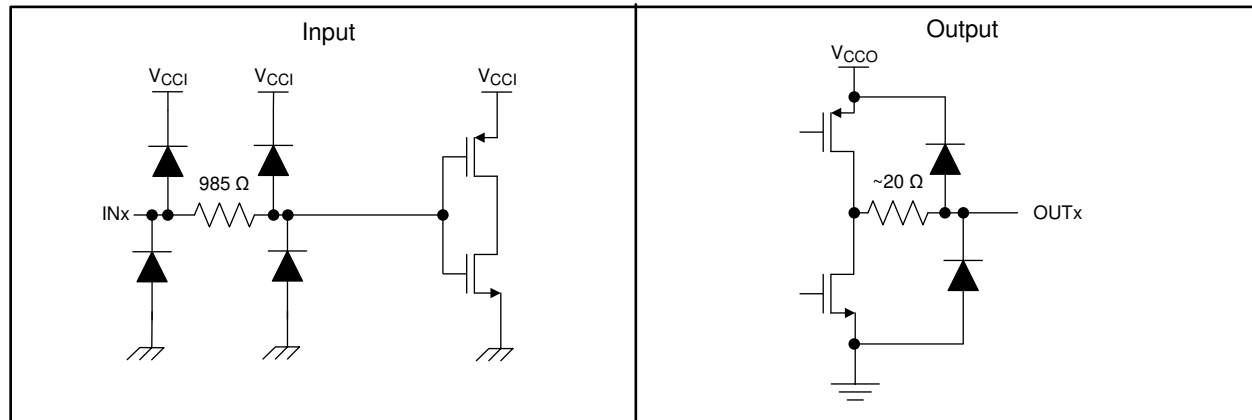 Input
VCCI
VCCI
VCCI
985 Ω
INx
Output
VCCO
~20 Ω
OUTx